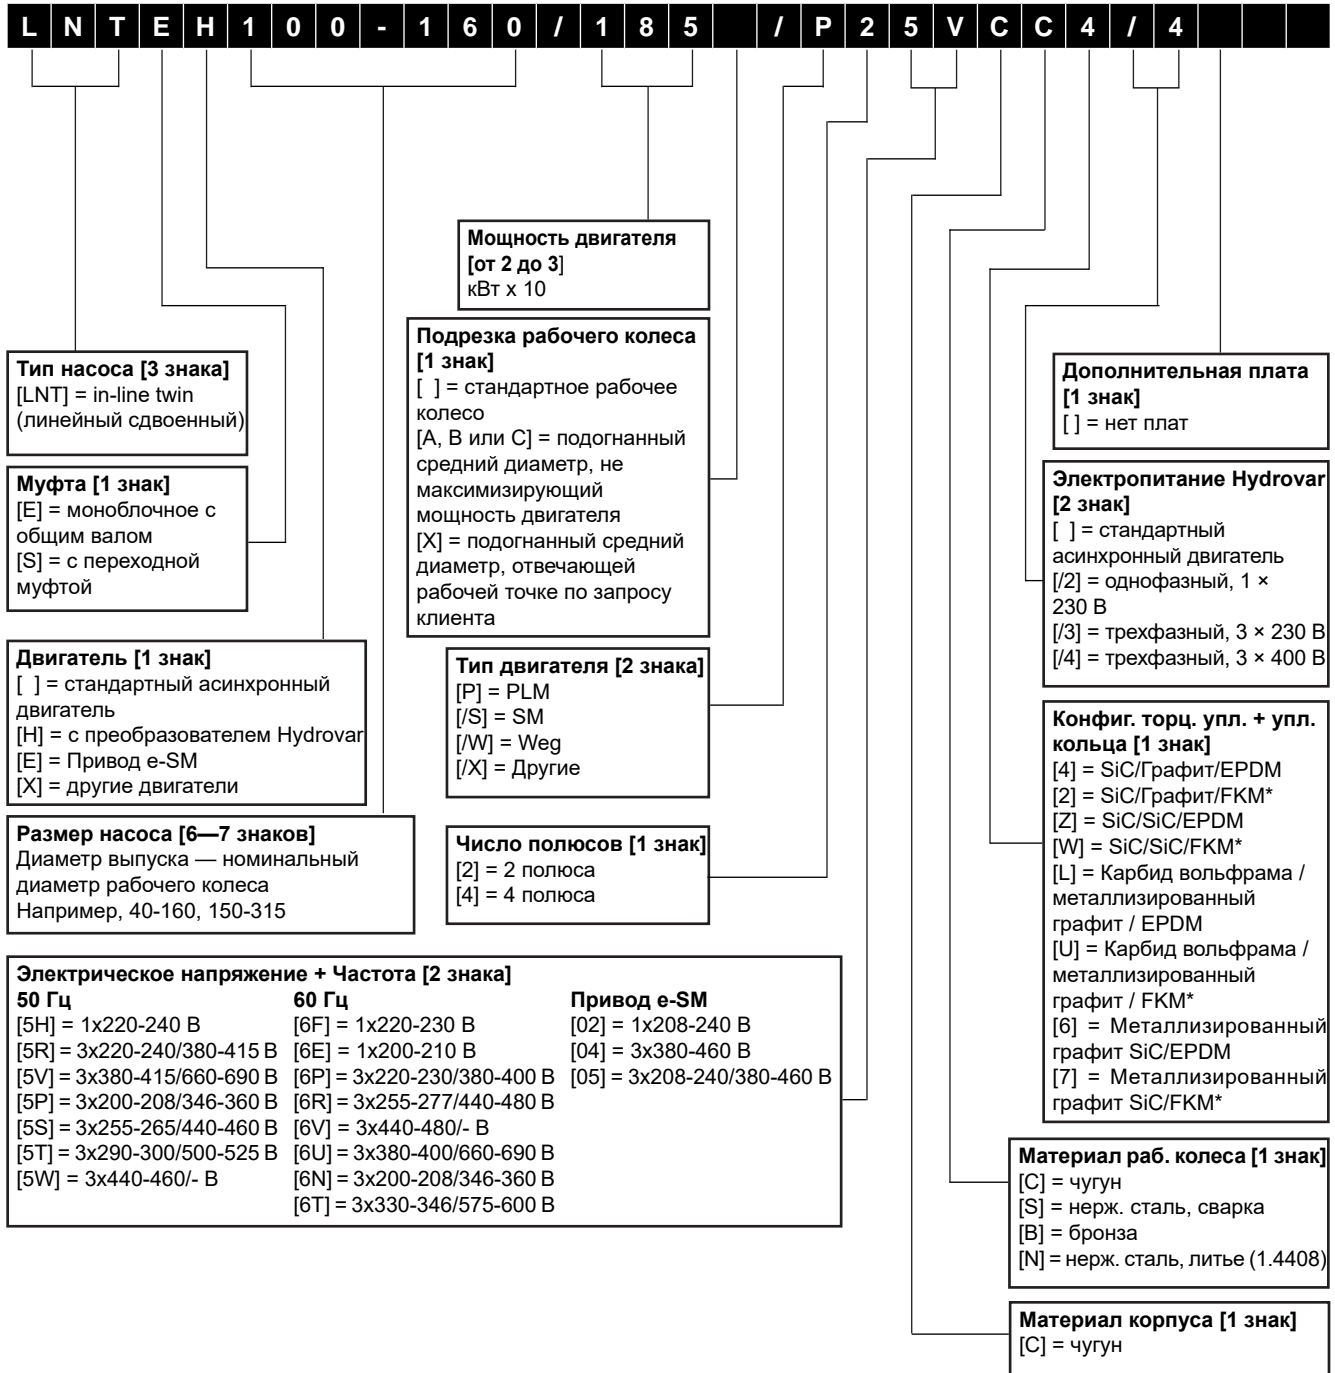 LNTEH100-160/185 /P25VCC4/4
Мощность двигателя
[от 2 до 3]
кВт x 10
Подрезка рабочего колеса
[1 знак]
[ ] = стандартное рабочее
колесо
[A, B или C] = подогнанный
средний диаметр, не
максимизирующий
мощность двигателя
[X] = подогнанный средний
диаметр, отвечающей
рабочей точке по запросу
клиента
Тип насоса [3 знака]
[LNT] = in-line twin
(линейный сдвоенный)
Муфта [1 знак]
[E] = моноблочное с
общим валом
[S] = с переходной
муфтой
Двигатель [1 знак]
[ ] = стандартный асинхронный
двигатель
[H] = с преобразователем Hydrovar
[E] = Привод e-SM
[X] = другие двигатели
Размер насоса [6—7 знаков]
Диаметр выпуска — номинальный
диаметр рабочего колеса
Например, 40-160, 150-315
Тип двигателя [2 знака]
[P] = PLM
[/S] = SM
[/W] = Weg
[/X] = Другие
Число полюсов [1 знак]
[2] = 2 полюса
[4] = 4 полюса
Электрическое напряжение + Частота [2 знака]
50 Гц
[5H] = 1x220-240 В
[5R] = 3x220-240/380-415 В
[5V] = 3x380-415/660-690 В
[5P] = 3x200-208/346-360 В
[5S] = 3x255-265/440-460 В
[5T] = 3x290-300/500-525 В
[5W] = 3x440-460/- В
60 Гц
[6F] = 1x220-230 В
[6E] = 1x200-210 В
[6P] = 3x220-230/380-400 В
[6R] = 3x255-277/440-480 В
[6V] = 3x440-480/- В
[6U] = 3x380-400/660-690 В
[6N] = 3x200-208/346-360 В
[6T] = 3x330-346/575-600 В
Привод e-SM
[02] = 1x208-240 В
[04] = 3x380-460 В
[05] = 3x208-240/380-460 В
Дополнительная плата
[1 знак]
[ ] = нет плат
Электропитание Hydrovar
[2 знак]
[ ] = стандартный
асинхронный двигатель
[/2] = однофазный, 1 ×
230 В
[/3] = трехфазный, 3 × 230 В
[/4] = трехфазный, 3 × 400 В
Конфиг. торц. упл. + упл.
кольца [1 знак]
[4] = SiC/Графит/EPDM
[2] = SiC/Графит/FKM*
[Z] = SiC/SiC/EPDM
[W] = SiC/SiC/FKM*
[L] = Карбид вольфрама /
металлизированный
графит / EPDM
[U] = Карбид вольфрама /
металлизированный
графит / FKM*
[6] = Металлизированный
графит SiC/EPDM
[7] = Металлизированный
графит SiC/FKM*
Материал раб. колеса [1 знак]
[C] = чугун
[S] = нерж. сталь, сварка
[B] = бронза
[N] = нерж. сталь, литье (1.4408)
Материал корпуса [1 знак]
[C] = чугун